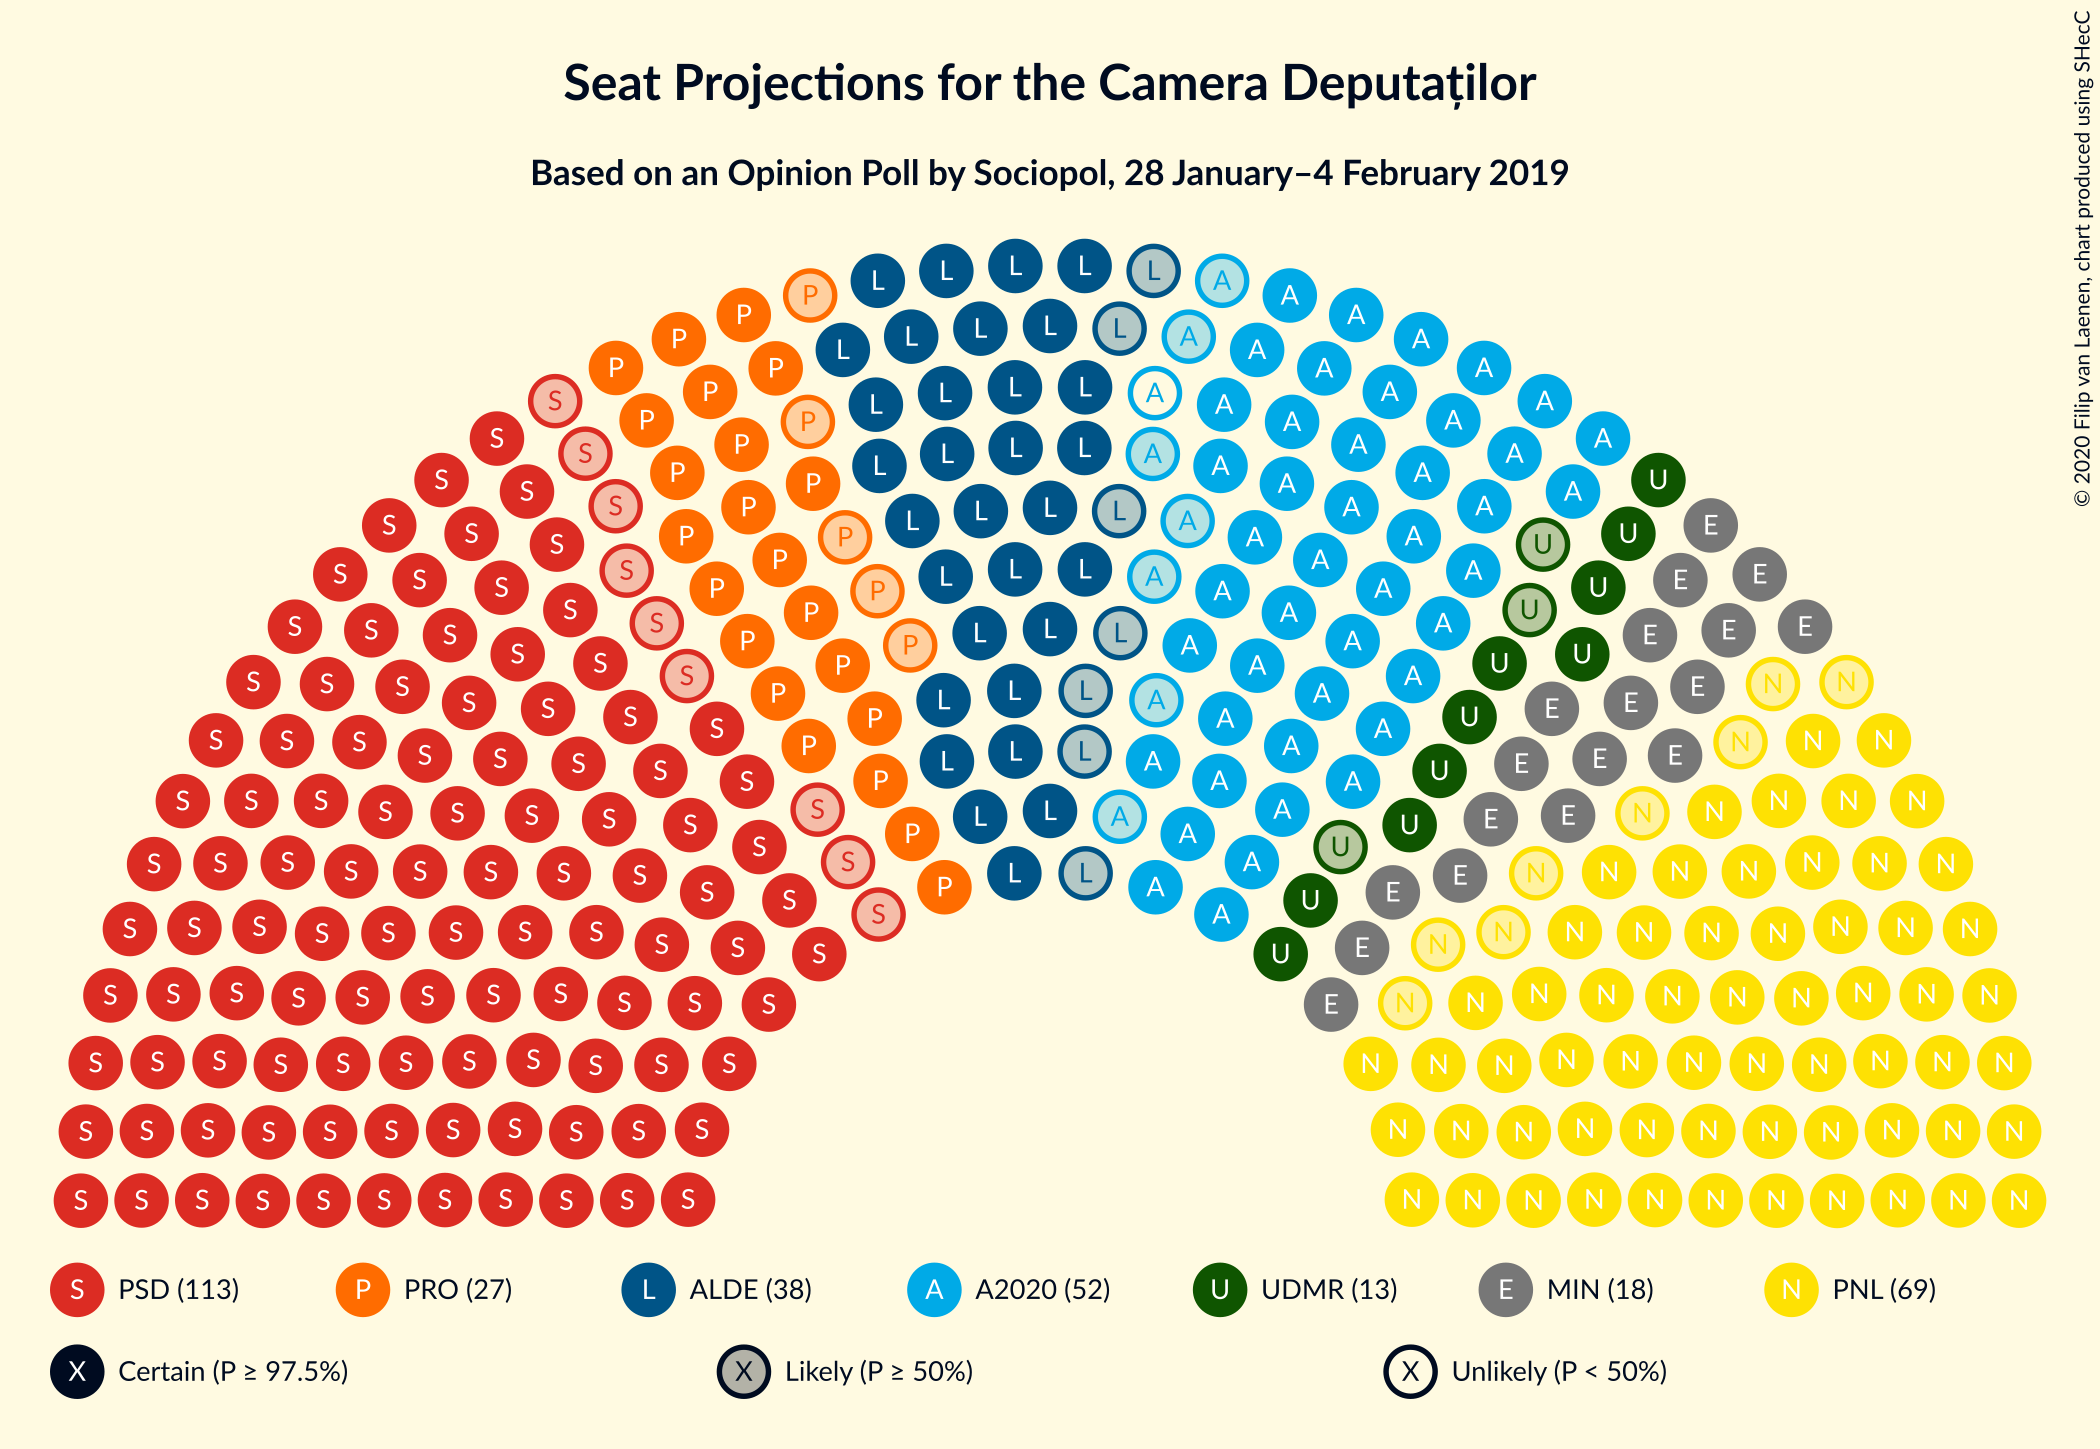 Seat Projections for the Camera Deputaților
Based on an Opinion Poll by Sociopol, 28 January–4 February 2019
© 2020 Filip van Laenen, chart produced using SHecC
S PSD (113) P PRO (27) L ALDE (38) A A2020 (52) U UDMR (13) E MIN (18) N PNL (69)
X Certain (P ≥ 97.5%) X Likely (P ≥ 50%) X Unlikely (P < 50%)